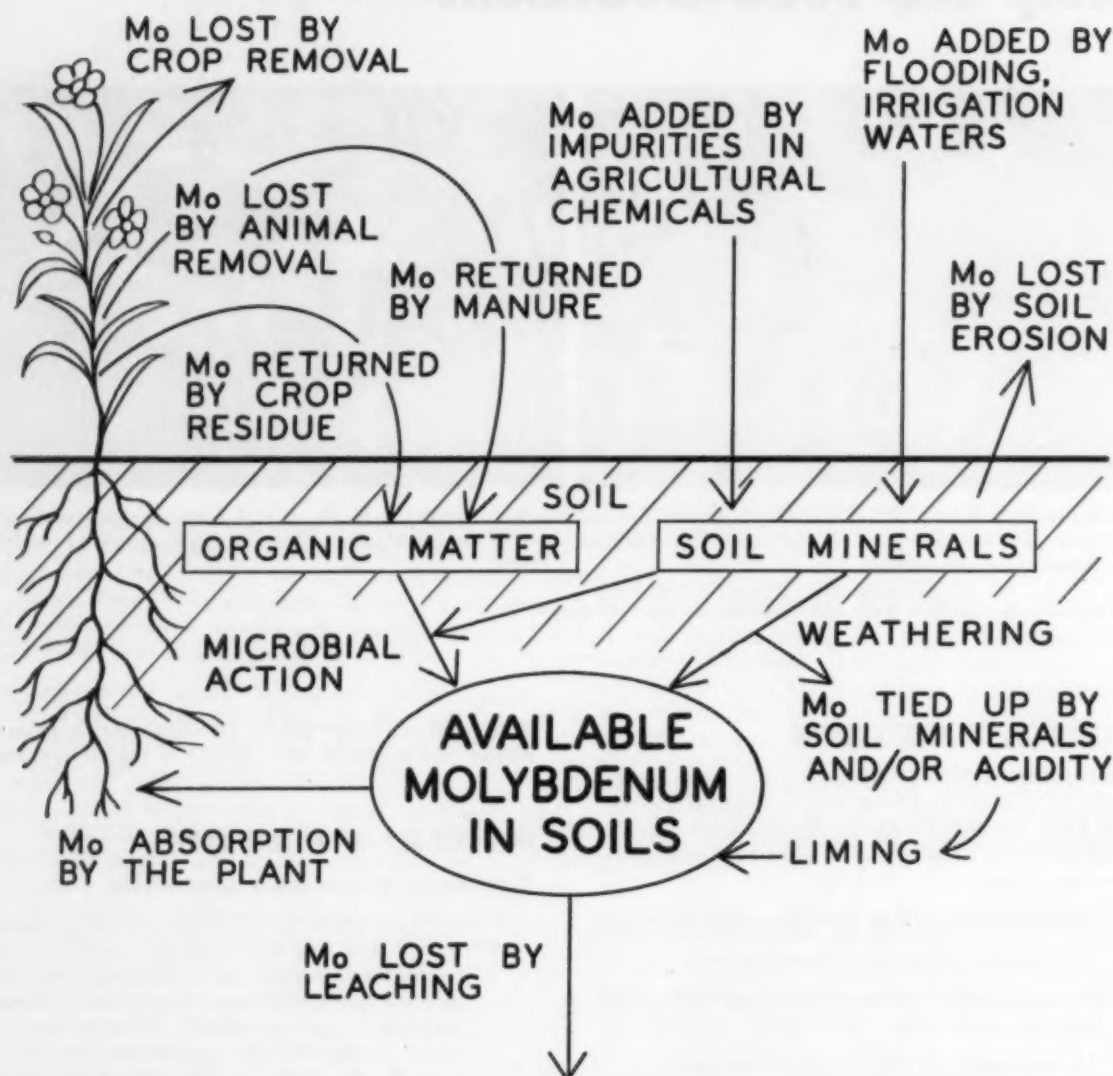 Mo LOST BY
CROP REMOVAL
Mo ADDED BY
FLOODING,
IRRIGATION
WATERS
Mo ADDED BY
IMPURITIES IN
AGRICULTURAL
CHEMICALS
Mo LOST
BY ANIMAL
REMOVAL
Mo RETURNED
BY MANURE
Mo LOST
BY SOIL
EROSION
Mo RETURNED
BY CROP
RESIDUE
SOIL
ORGANIC MATTER
SOIL MINERALS
MICROBIAL
ACTION
WEATHERING
Mo TIED UP BY
SOIL MINERALS
AND/OR ACIDITY
AVAILABLE
MOLYBDENUM
IN SOILS
LIMING
Mo ABSORPTION
BY THE PLANT
Mo LOST BY
LEACHING